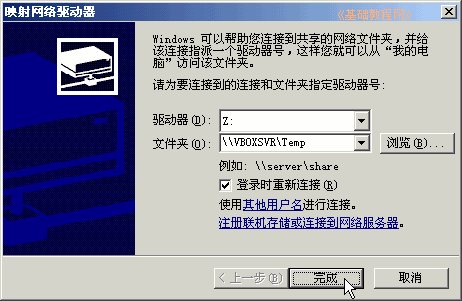 映射网络驱动器
Windows 可以帮助您连接到共享的网络文件夹，并给
该连接指派一个驱动器号，这样您就可以从“我的电
脑”访问该文件夹。
请为要连接到的连接和文件夹指定驱动器号:
驱动器(D): Z:
文件夹(O): \\VBOXSVR\Temp 浏览(B)...
例如: \\server\share
登录时重新连接(R)
使用其他用户名进行连接。
注册联机存储或连接到网络服务器。
< 上一步(B) 完成 取消